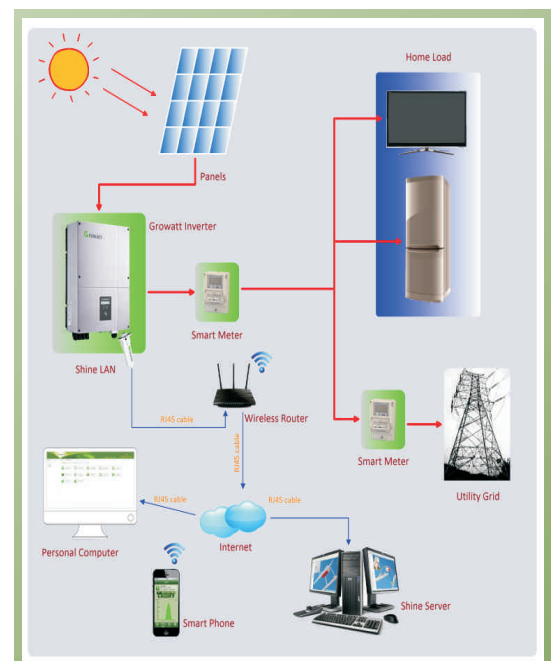 Home Load
Panels
Growatt Inverter
Smart Meter
Shine LAN
RJ45 cable
Wireless Router
RJ45 cable
Smart Meter
Utility Grid
RJ45 cable
RJ45 cable
Internet
Personal Computer
Smart Phone
Shine Server